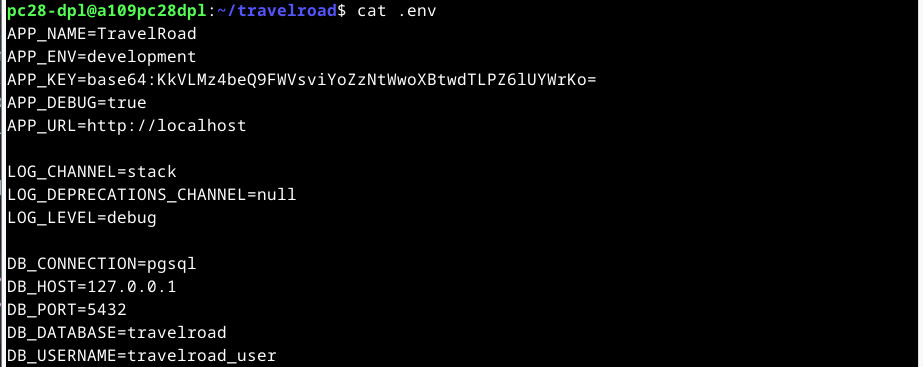 pc28-dpl@a109pc28dpl:~/travelroad$ cat .env
APP_NAME=TravelRoad
APP_ENV=development
APP_KEY=base64:KkVLMz4beQ9FWVsviYoZzNtWwoXBtwdTLPZ6lUYWrKo=
APP_DEBUG=true
APP_URL=http://localhost
LOG_CHANNEL=stack
LOG_DEPRECATIONS_CHANNEL=null
LOG_LEVEL=debug
DB_CONNECTION=pgsql
DB_HOST=127.0.0.1
DB_PORT=5432
DB_DATABASE=travelroad
DB_USERNAME=travelroad_user